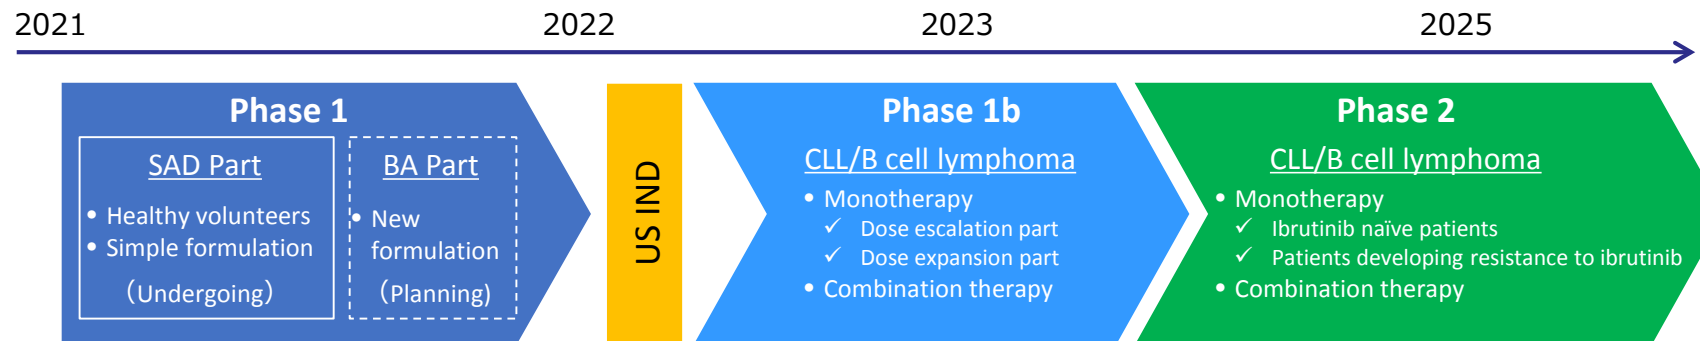 2021
2022
2023
2025
Phase 1
SAD Part
• Healthy volunteers
• Simple formulation
（Undergoing）
BA Part
• New
formulation
（Planning)
US IND
Phase 1b
CLL/B cell lymphoma
• Monotherapy
✓ Dose escalation part
✓ Dose expansion part
• Combination therapy
Phase 2
CLL/B cell lymphoma
• Monotherapy
✓ Ibrutinib naïve patients
✓ Patients developing resistance to ibrutinib
• Combination therapy